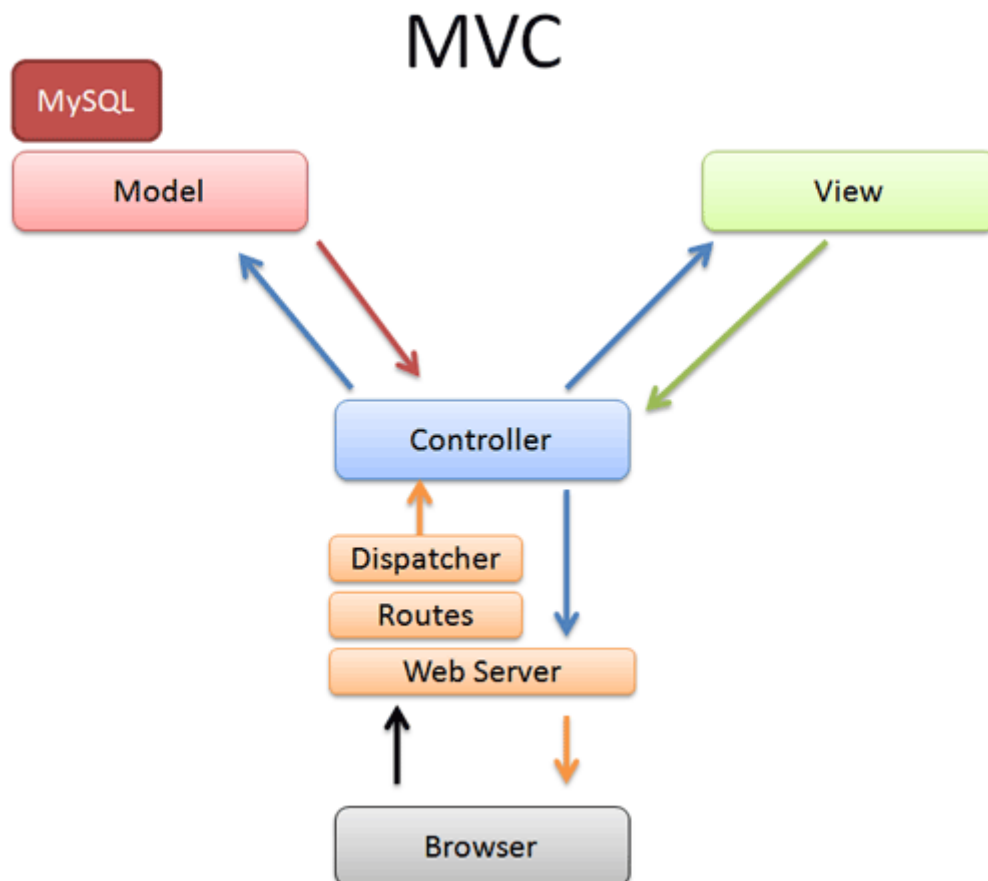 MVC
MySQL
Model
View
Controller
Dispatcher
Routes
Web Server
Browser